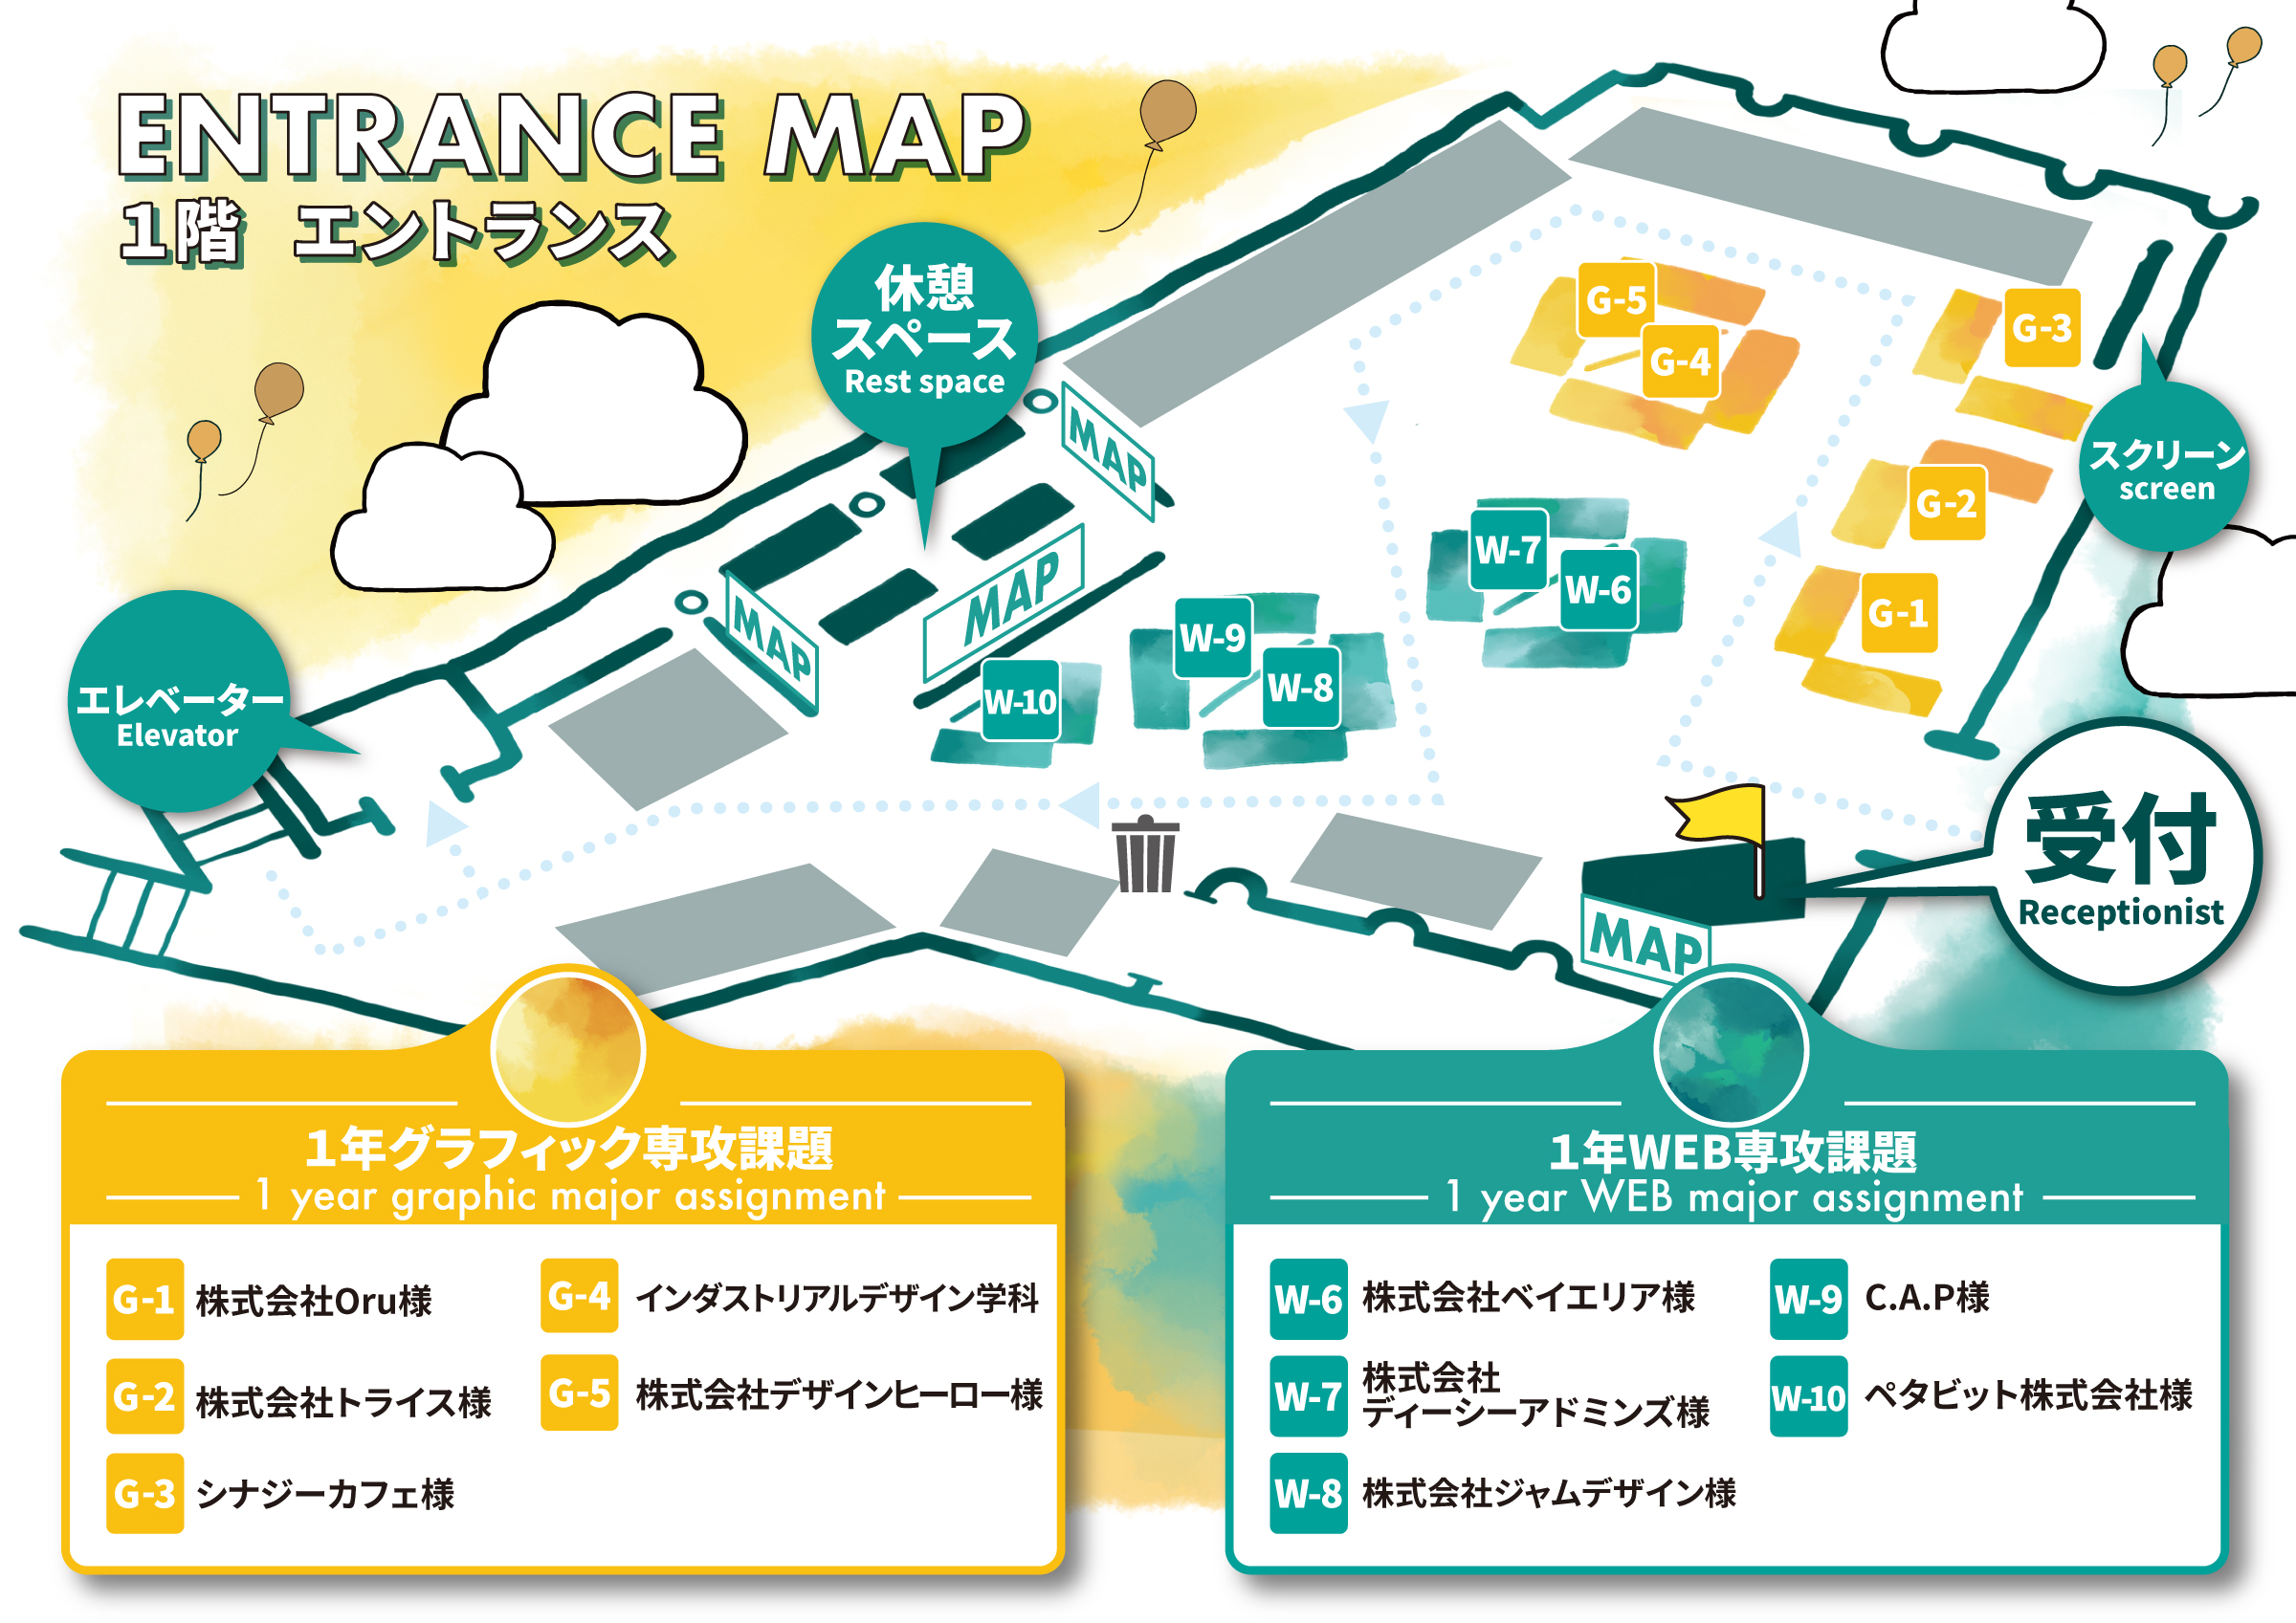 ENTRANCE MAP
1階 エントランス
休憩
スペース
Rest space
G-5
G-4
G-3
MAP
スクリーン
screen
G-2
W-7
W-6
MAP
G-1
MAP
W-9
W-8
W-10
エレベーター
Elevator
受付
Receptionist
MAP
1年グラフィック専攻課題
1 year graphic major assignment
G-1 株式会社Oru様
G-2 株式会社トライス様
G-3 シナジーカフェ様
G-4 インダストリアルデザイン学科
G-5 株式会社デザインヒーロー様
1年WEB専攻課題
1 year WEB major assignment
W-6 株式会社ベイエリア様
W-7 株式会社
ディーシーアドミンズ様
W-8 株式会社ジャムデザイン様
W-9 C.A.P様
W-10 ペタビット株式会社様